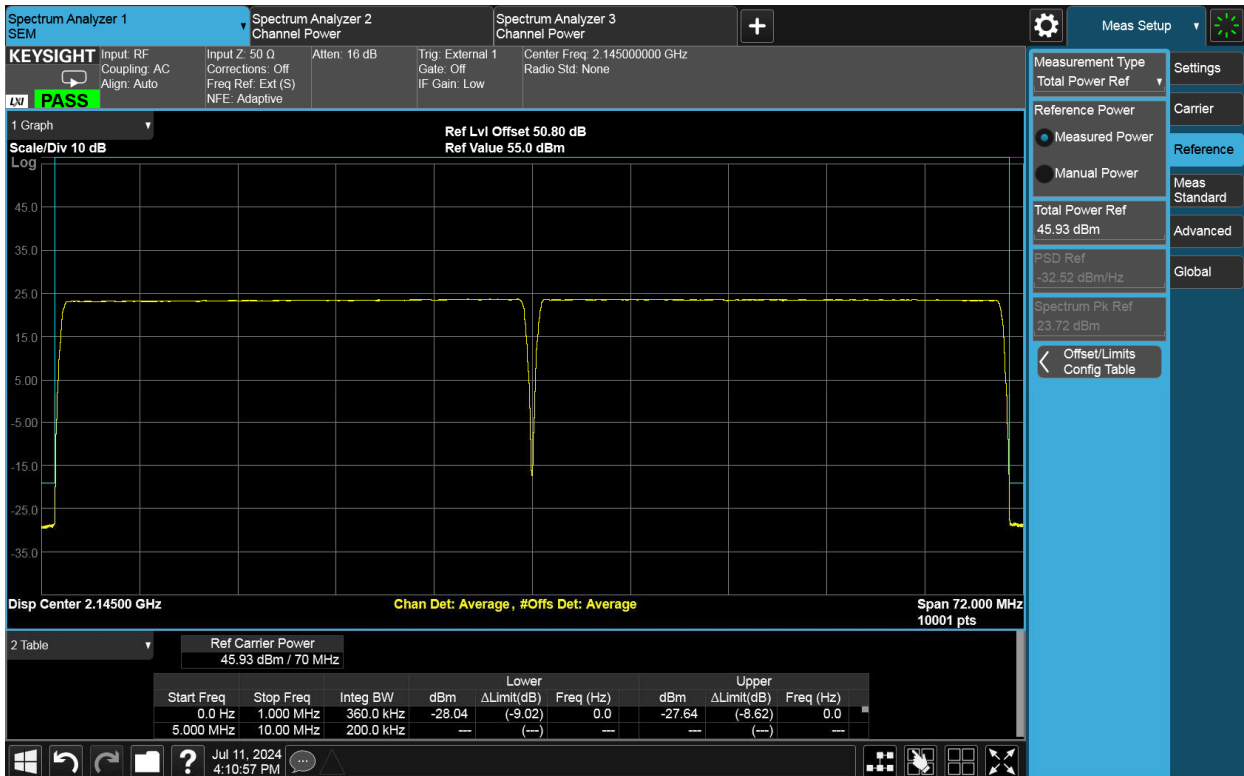 Spectrum Analyzer 1
SEM
Spectrum Analyzer 2
Channel Power
Spectrum Analyzer 3
Channel Power
+
Meas Setup
KEYSIGHT
LXI
PASS
Input: RF
Coupling: AC
Align: Auto
Input Z: 50 Ω
Corrections: Off
Freq Ref: Ext (S)
NFE: Adaptive
Atten: 16 dB
Trig: External 1
Gate: Off
IF Gain: Low
Center Freq: 2.145000000 GHz
Radio Std: None
1 Graph
Scale/Div 10 dB
Ref Lvl Offset 50.80 dB
Ref Value 55.0 dBm
Log
45.0
35.0
25.0
15.0
5.00
-5.00
-15.0
-25.0
-35.0
Disp Center 2.14500 GHz
Chan Det: Average , #Offs Det: Average
Span 72.000 MHz
10001 pts
2 Table
Ref Carrier Power
45.93 dBm / 70 MHz
Lower Upper
Start Freq Stop Freq Integ BW dBm ΔLimit(dB) Freq (Hz) dBm ΔLimit(dB) Freq (Hz)
0.0 Hz 1.000 MHz 360.0 kHz -28.04 (-9.02) 0.0 -27.64 (-8.62) 0.0
5.000 MHz 10.00 MHz 200.0 kHz --- (---) --- --- (---) ---
Measurement Type
Total Power Ref
Reference Power
Measured Power
Manual Power
Total Power Ref
45.93 dBm
PSD Ref
-32.52 dBm/Hz
Spectrum Pk Ref
23.72 dBm
Offset/Limits
Config Table
Settings
Carrier
Reference
Meas
Standard
Advanced
Global
?
Jul 11, 2024
4:10:57 PM